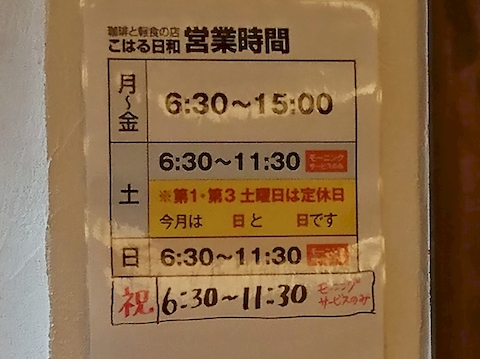 珈琲と軽食の店
こはる日和 営業時間
月〜金 6:30〜15:00
土 6:30〜11:30 モーニングサービスのみ
※第1・第3 土曜日は定休日
今月は 日と 日です
日 6:30〜11:30
祝 6:30〜11:30 モーニングサービスのみ